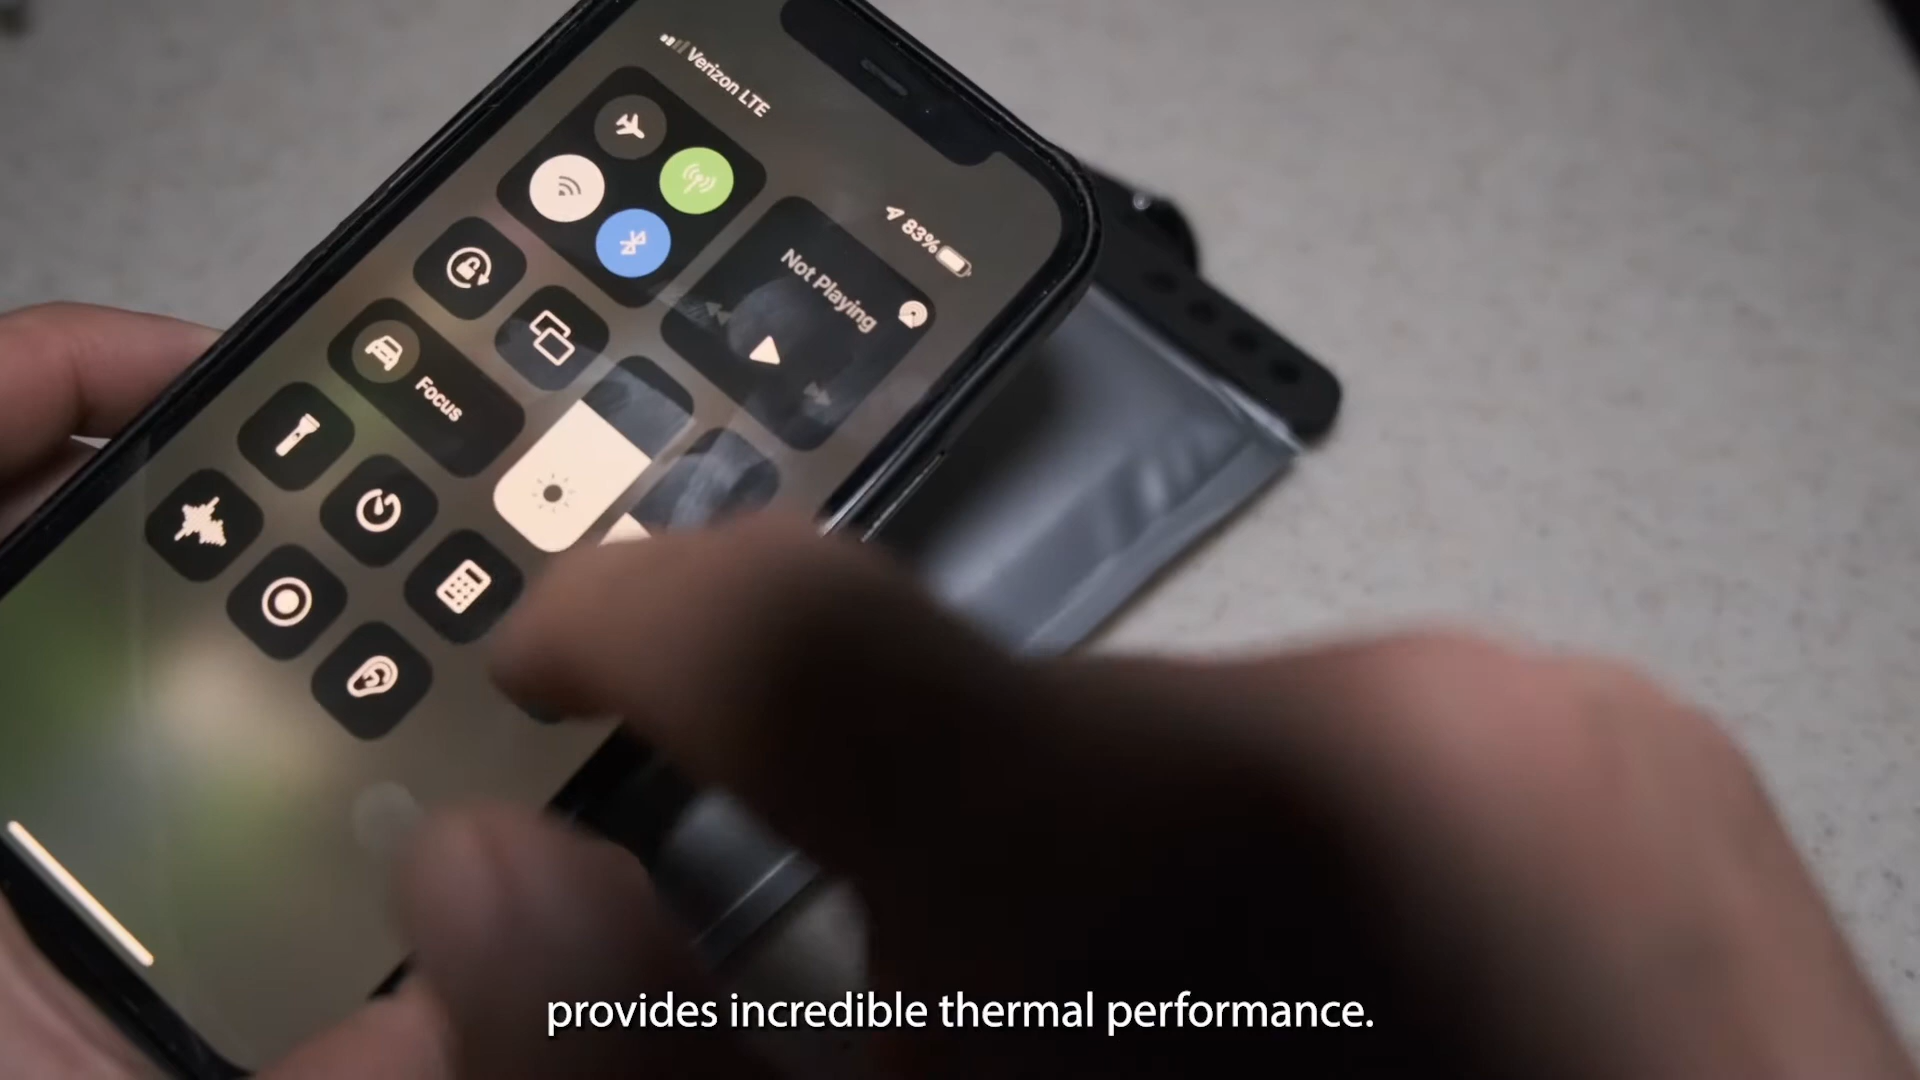 Verizon LTE
83%
Not Playing
Focus
provides incredible thermal performance.